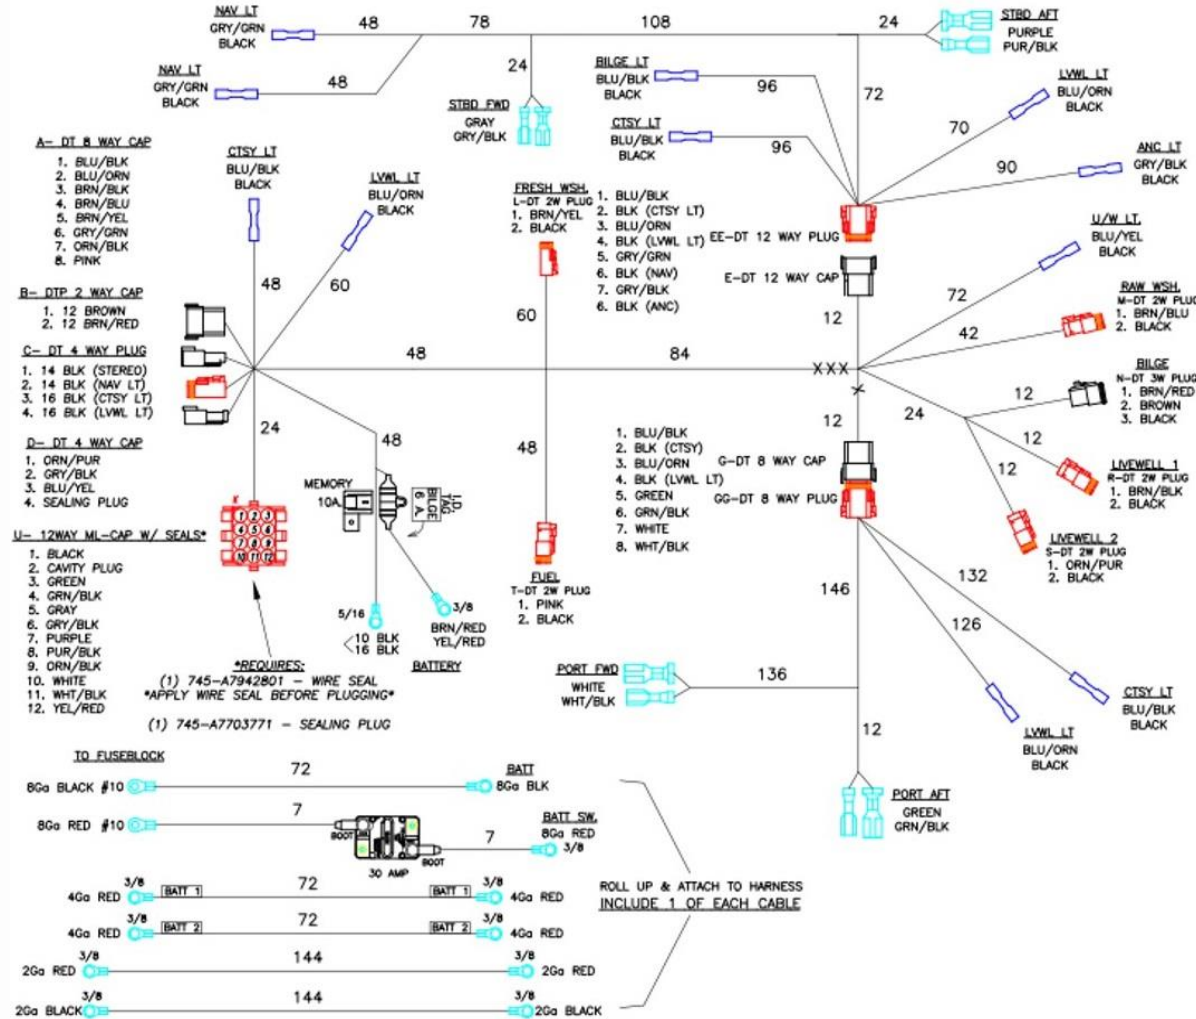 NAV LT
GRY/GRN
BLACK
48
78
108
24
STBD AFT
PURPLE
PUR/BLK
NAV LT
GRY/GRN
BLACK
48
24
STBD FWD
GRAY
GRY/BLK
BILGE LT
BLU/BLK
BLACK
96
CTSY LT
BLU/BLK
BLACK
96
72
LVWL LT
BLU/ORN
BLACK
70
ANC LT
GRY/BLK
BLACK
90
A- DT 8 WAY CAP
1. BLU/BLK
2. BLU/ORN
3. BRN/BLK
4. BRN/BLU
5. BRN/YEL
6. GRY/GRN
7. ORN/BLK
8. PINK
CTSY LT
BLU/BLK
BLACK
48
LVWL LT
BLU/ORN
BLACK
60
FRESH WSH.
L-DT 2W PLUG
1. BRN/YEL
2. BLACK
60
1. BLU/BLK
2. BLK (CTSY LT)
3. BLU/ORN
4. BLK (LVWL LT)
5. GRY/GRN
6. BLK (NAV)
7. GRY/BLK
6. BLK (ANC)
EE-DT 12 WAY PLUG
E-DT 12 WAY CAP
12
U/W LT.
BLU/YEL
BLACK
72
RAW WSH.
M-DT 2W PLUG
1. BRN/BLU
2. BLACK
42
B- DTP 2 WAY CAP
1. 12 BROWN
2. 12 BRN/RED
C- DT 4 WAY PLUG
1. 14 BLK (STEREO)
2. 14 BLK (NAV LT)
3. 16 BLK (CTSY LT)
4. 16 BLK (LVWL LT)
48
84
XXX
X
BILGE
N-DT 3W PLUG
1. BRN/RED
2. BROWN
3. BLACK
12
24
12
12
12
D- DT 4 WAY CAP
1. ORN/PUR
2. GRY/BLK
3. BLU/YEL
4. SEALING PLUG
24
48
48
MEMORY
10A
I.D.
TAG
BILGE
6 A.
1. BLU/BLK
2. BLK (CTSY)
3. BLU/ORN
4. BLK (LVWL LT)
5. GREEN
6. GRN/BLK
7. WHITE
8. WHT/BLK
G-DT 8 WAY CAP
GG-DT 8 WAY PLUG
LIVEWELL 1
R-DT 2W PLUG
1. BRN/BLK
2. BLACK
LIVEWELL 2
S-DT 2W PLUG
1. ORN/PUR
2. BLACK
U- 12WAY ML-CAP W/ SEALS*
1. BLACK
2. CAVITY PLUG
3. GREEN
4. GRN/BLK
5. GRAY
6. GRY/BLK
7. PURPLE
8. PUR/BLK
9. ORN/BLK
10. WHITE
11. WHT/BLK
12. YEL/RED
1 2 3
4 5 6
7 8 9
10 11 12
5/16
10 BLK
16 BLK
3/8
BRN/RED
YEL/RED
BATTERY
FUEL
T-DT 2W PLUG
1. PINK
2. BLACK
146
132
126
*REQUIRES:
(1) 745-A7942801 - WIRE SEAL
*APPLY WIRE SEAL BEFORE PLUGGING*
(1) 745-A7703771 - SEALING PLUG
PORT FWD
WHITE
WHT/BLK
136
12
CTSY LT
BLU/BLK
BLACK
LVWL LT
BLU/ORN
BLACK
PORT AFT
GREEN
GRN/BLK
TO FUSEBLOCK
8Ga BLACK #10
72
BATT
8Ga BLK
8Ga RED #10
7
BOOT
30 AMP
BOOT
7
BATT SW.
8Ga RED
3/8
4Ga RED
3/8
BATT 1
72
BATT 1
3/8
4Ga RED
4Ga RED
3/8
BATT 2
72
BATT 2
3/8
4Ga RED
2Ga RED
3/8
144
3/8
2Ga RED
2Ga BLACK
3/8
144
3/8
2Ga BLACK
ROLL UP & ATTACH TO HARNESS
INCLUDE 1 OF EACH CABLE